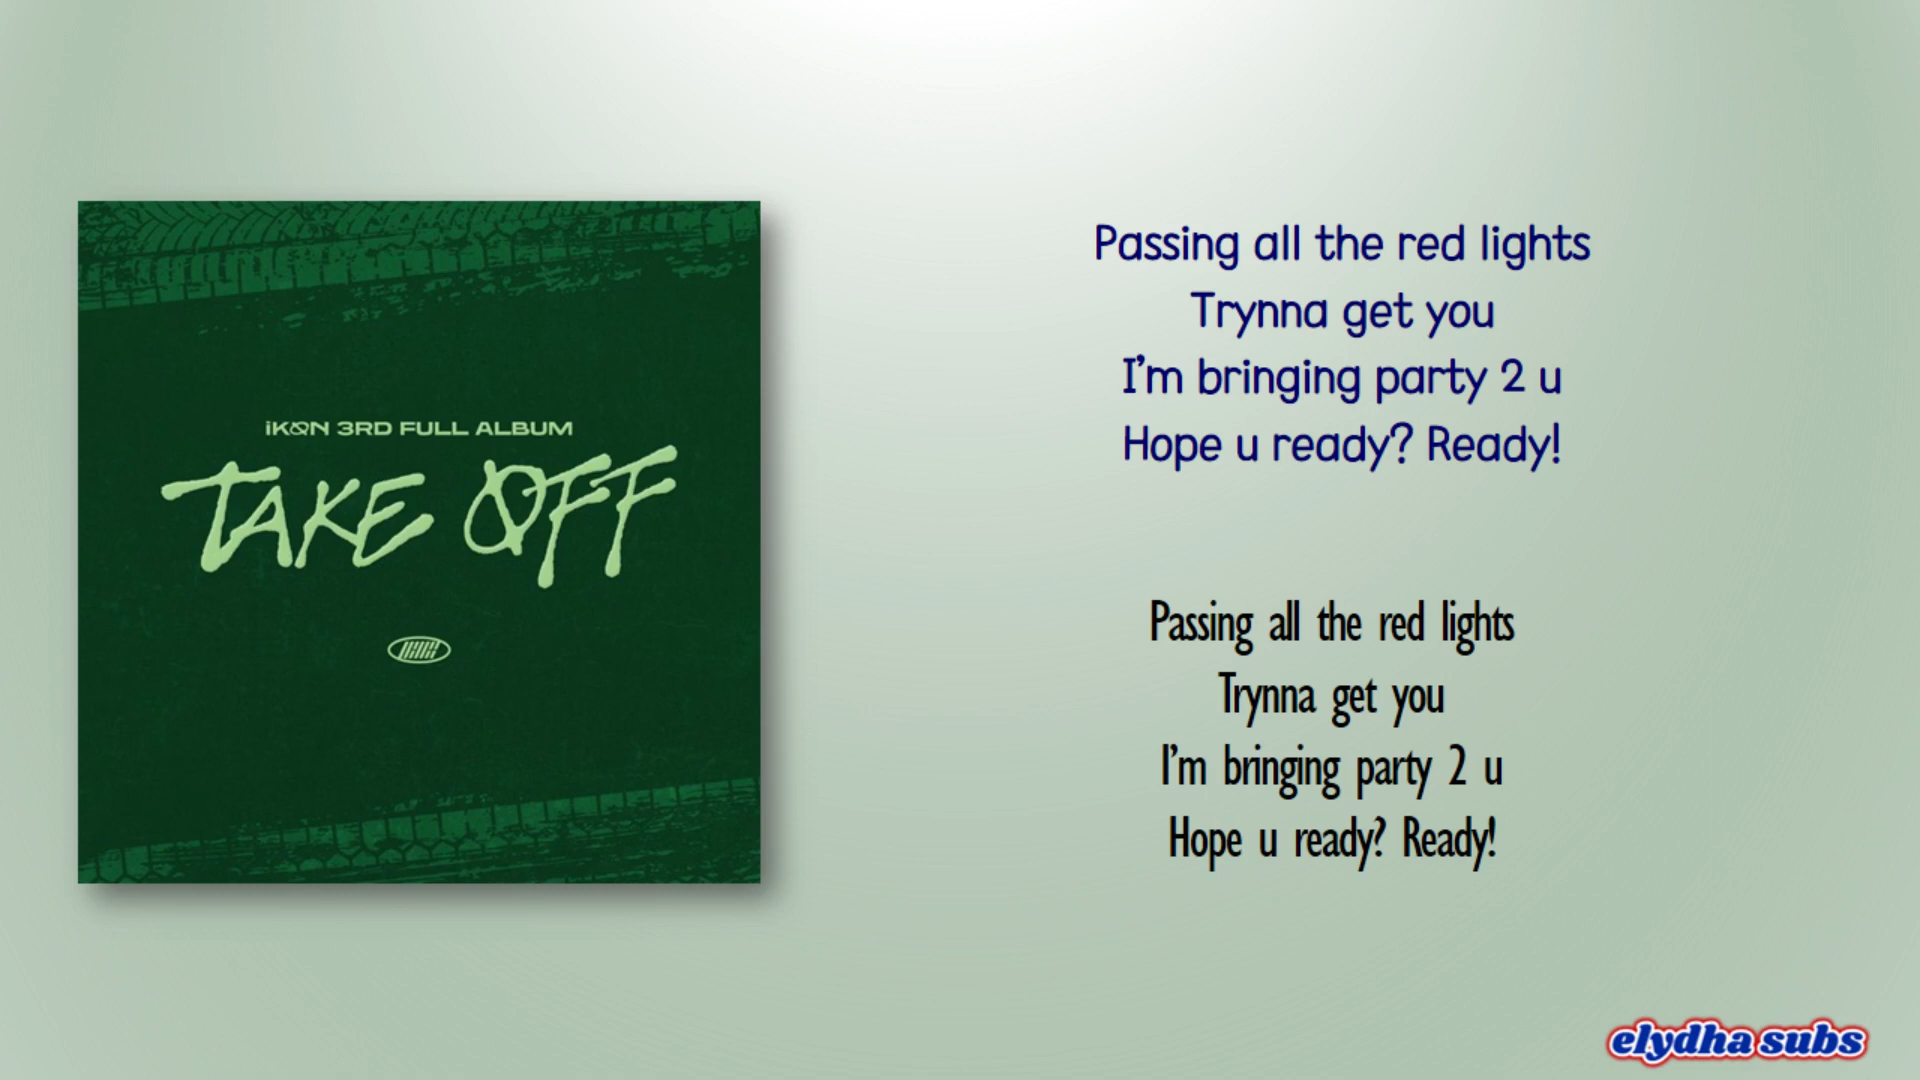 iKON 3RD FULL ALBUM
TAKE OFF
Passing all the red lights
Trynna get you
I'm bringing party 2 u
Hope u ready? Ready!
Passing all the red lights
Trynna get you
I'm bringing party 2 u
Hope u ready? Ready!
elydha subs